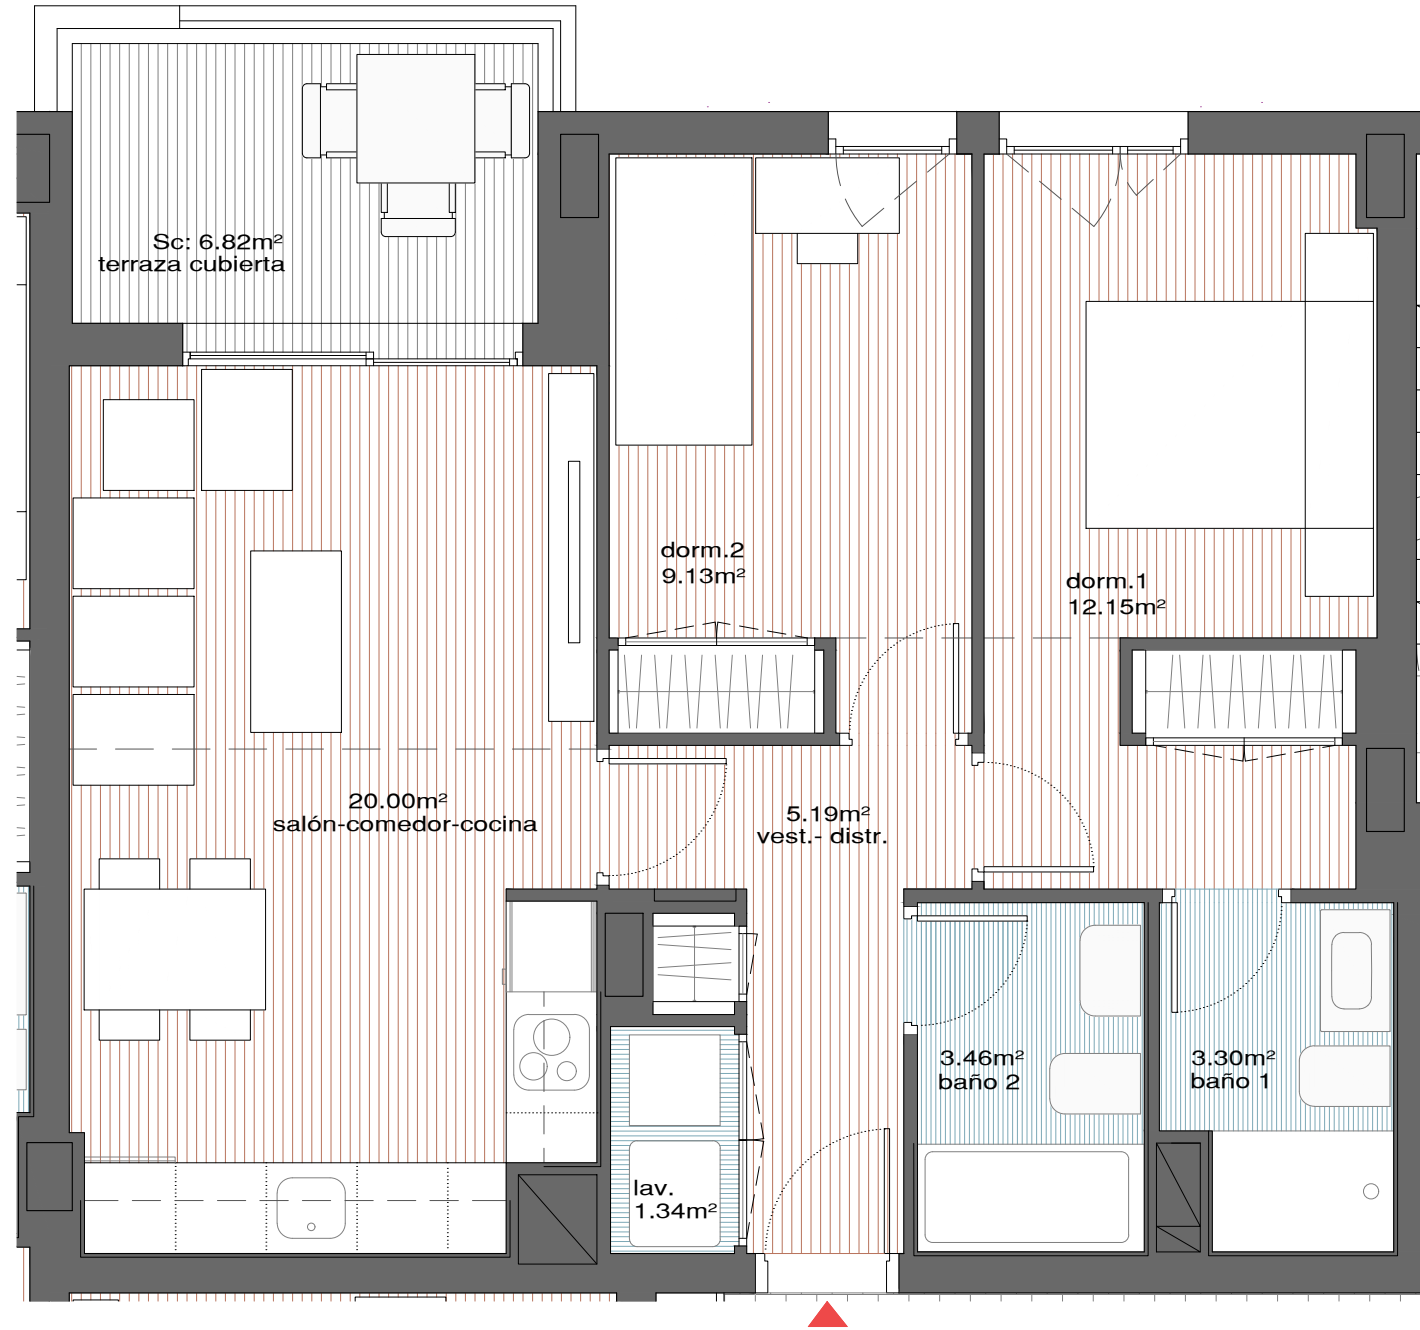 Sc: 6.82m²
terraza cubierta
dorm.2
9.13m²
dorm.1
12.15m²
20.00m²
salón-comedor-cocina
5.19m²
vest.- distr.
3.46m²
baño 2
3.30m²
baño 1
lav.
1.34m²